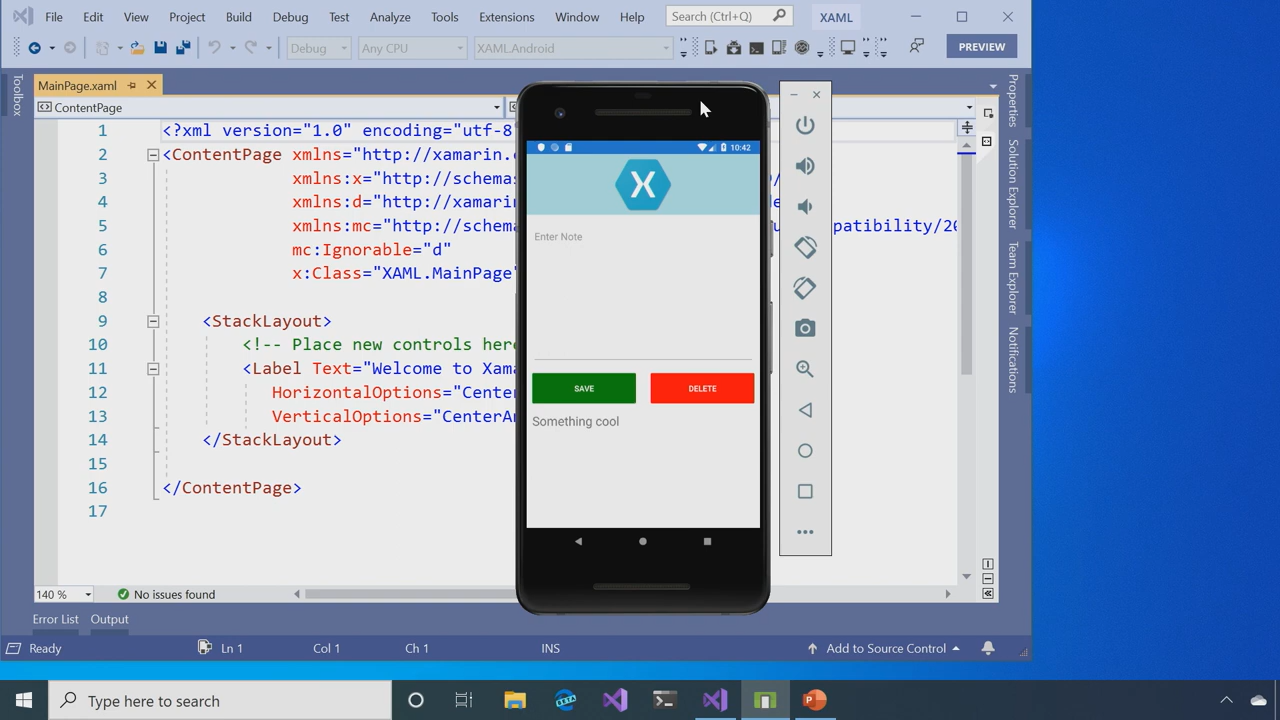 File Edit View Project Build Debug Test Analyze Tools Extensions Window Help Search (Ctrl+Q) XAML
Debug Any CPU XAML.Android PREVIEW
Toolbox
MainPage.xaml
ContentPage
1 <?xml version="1.0" encoding="utf-8"
2 <ContentPage xmlns="http://xamarin.c
3 xmlns:x="http://schemas
4 xmlns:d="http://xamarin
5 xmlns:mc="http://schema patibility/20
6 mc:Ignorable="d"
7 x:Class="XAML.MainPage"
8
9 <StackLayout>
10 <!-- Place new controls here
11 <Label Text="Welcome to Xama
12 HorizontalOptions="Center
13 VerticalOptions="CenterAn
14 </StackLayout>
15
16 </ContentPage>
17
10:42
X
Enter Note
SAVE DELETE
Something cool
Properties
Solution Explorer
Team Explorer
Notifications
140 % No issues found
Error List Output
Ready Ln 1 Col 1 Ch 1 INS Add to Source Control
Type here to search
BETA